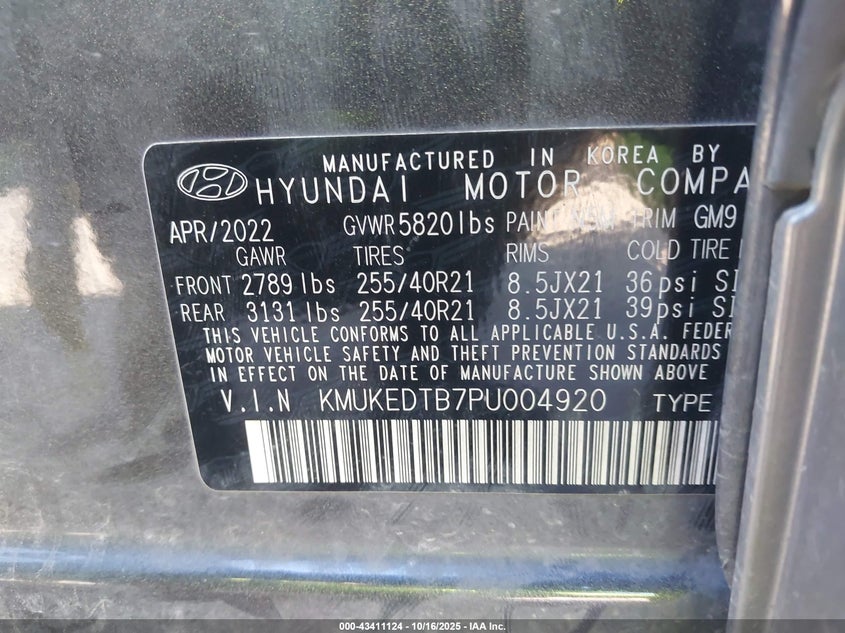 MANUFACTURED IN KOREA BY
HYUNDAI MOTOR COMPA
APR/2022 GVWR 5820lbs PAINT TRIM GM9
GAWR TIRES RIMS COLD TIRE
FRONT 2789 lbs 255/40R21 8.5JX21 36psi SI
REAR 3131 lbs 255/40R21 8.5JX21 39psi SI
THIS VEHICLE CONFORMS TO ALL APPLICABLE U.S.A. FEDER
MOTOR VEHICLE SAFETY AND THEFT PREVENTION STANDARDS
IN EFFECT ON THE DATE OF MANUFACTURE SHOWN ABOVE
V.I.N KMUKEDTB7PU004920 TYPE
000-43411124 - 10/16/2025 - IAA Inc.